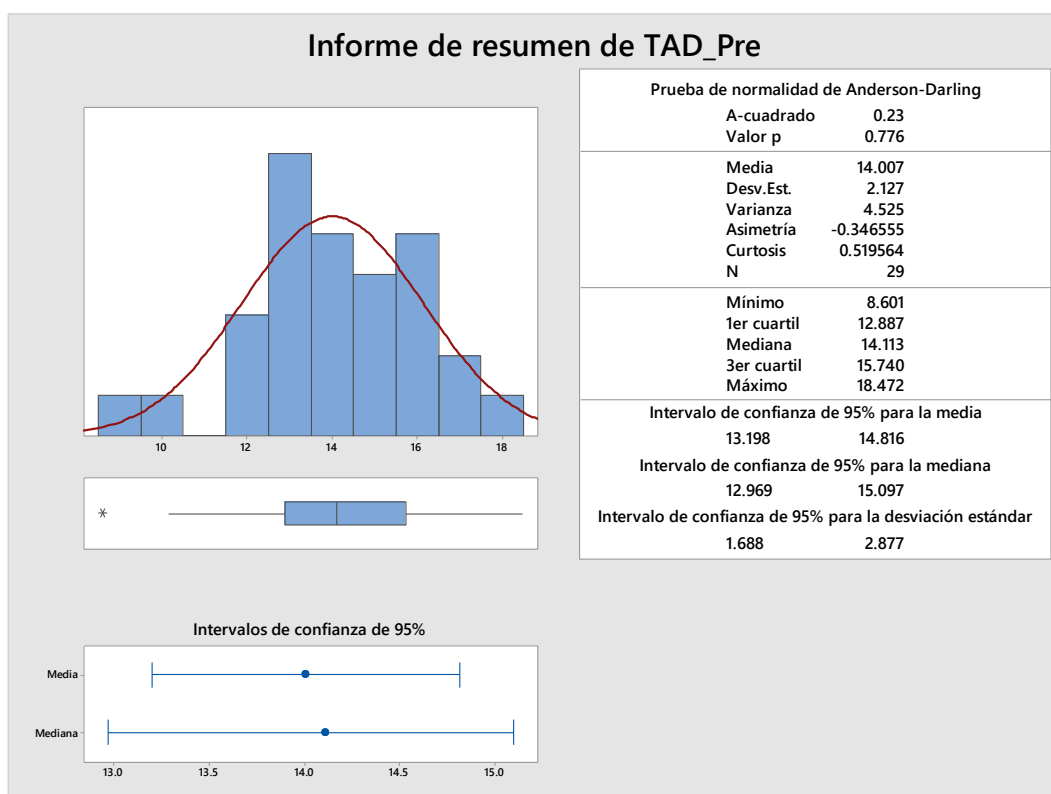 Informe de resumen de TAD_Pre
10 12 14 16 18
*
Intervalos de confianza de 95%
Media
Mediana
13.0 13.5 14.0 14.5 15.0
Prueba de normalidad de Anderson-Darling
A-cuadrado 0.23
Valor p 0.776
Media 14.007
Desv.Est. 2.127
Varianza 4.525
Asimetría -0.346555
Curtosis 0.519564
N 29
Mínimo 8.601
1er cuartil 12.887
Mediana 14.113
3er cuartil 15.740
Máximo 18.472
Intervalo de confianza de 95% para la media
13.198 14.816
Intervalo de confianza de 95% para la mediana
12.969 15.097
Intervalo de confianza de 95% para la desviación estándar
1.688 2.877